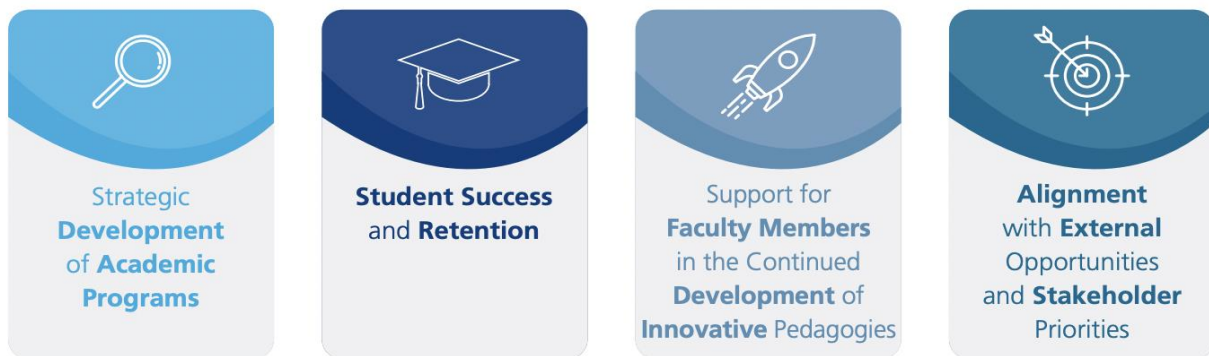 Strategic
Development
of Academic
Programs
Student Success
and Retention
Support for
Faculty Members
in the Continued
Development of
Innovative Pedagogies
Alignment
with External
Opportunities
and Stakeholder
Priorities